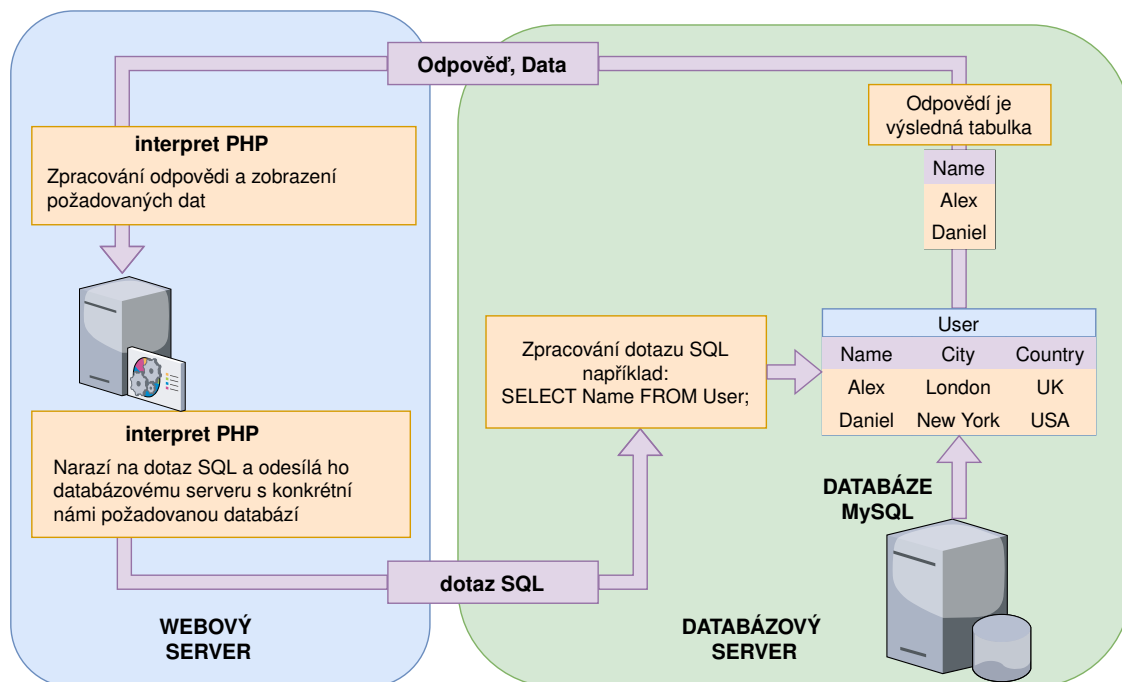 Odpověď, Data
Odpovědí je
výsledná tabulka
interpret PHP
Zpracování odpovědi a zobrazení
požadovaných dat
Name
Alex
Daniel
Zpracování dotazu SQL
například:
SELECT Name FROM User;
User
Name City Country
Alex London UK
Daniel New York USA
interpret PHP
Narazí na dotaz SQL a odesílá ho
databázovému serveru s konkrétní
námi požadovanou databází
DATABÁZE
MySQL
dotaz SQL
WEBOVÝ
SERVER
DATABÁZOVÝ
SERVER